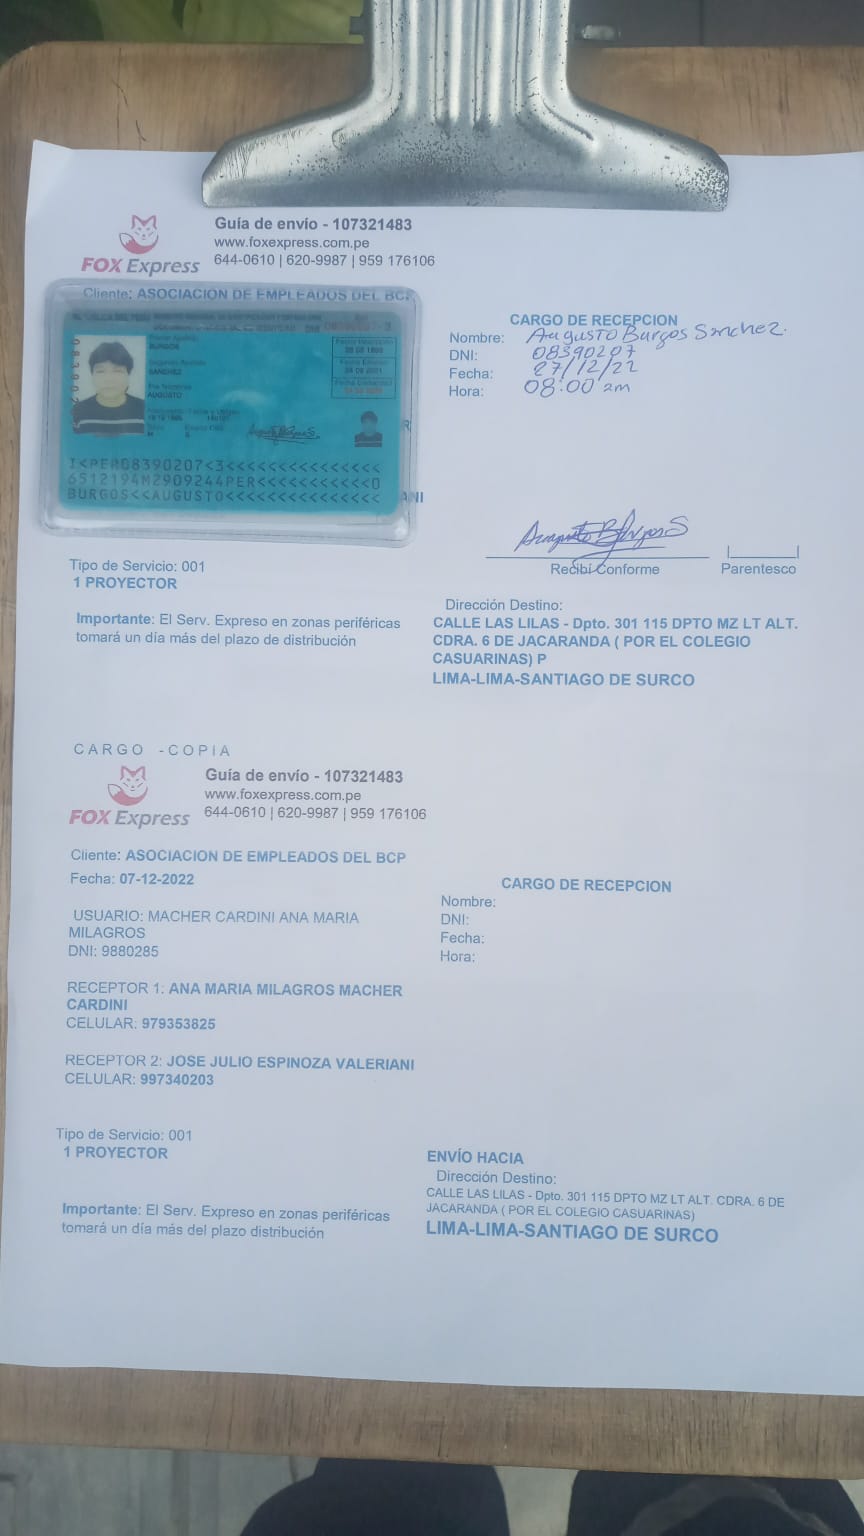 Guía de envío - 107321483
www.foxexpress.com.pe
644-0610 | 620-9987 | 959 176106
FOX Express
Cliente: ASOCIACION DE EMPLEADOS DEL BCP
BURGOS
SANCHEZ
AUGUSTO
I<PER08390207<3<<<<<<<<<<<<<<<
6512194M2909244PER<<<<<<<<<<<0
BURGOS<<AUGUSTO<<<<<<<<<<<<<<<
ANI
CARGO DE RECEPCION
Nombre: Augusto Burgos Sanchez.
DNI: 08390207
Fecha: 27/12/22
Hora: 08:00 am
Recibí Conforme
Parentesco
Tipo de Servicio: 001
1 PROYECTOR
Importante: El Serv. Expreso en zonas periféricas
tomará un día más del plazo de distribución
Dirección Destino:
CALLE LAS LILAS - Dpto. 301 115 DPTO MZ LT ALT.
CDRA. 6 DE JACARANDA ( POR EL COLEGIO
CASUARINAS) P
LIMA-LIMA-SANTIAGO DE SURCO
CARGO -COPIA
Guía de envío - 107321483
www.foxexpress.com.pe
644-0610 | 620-9987 | 959 176106
FOX Express
Cliente: ASOCIACION DE EMPLEADOS DEL BCP
Fecha: 07-12-2022
USUARIO: MACHER CARDINI ANA MARIA
MILAGROS
DNI: 9880285
RECEPTOR 1: ANA MARIA MILAGROS MACHER
CARDINI
CELULAR: 979353825
RECEPTOR 2: JOSE JULIO ESPINOZA VALERIANI
CELULAR: 997340203
CARGO DE RECEPCION
Nombre:
DNI:
Fecha:
Hora:
Tipo de Servicio: 001
1 PROYECTOR
Importante: El Serv. Expreso en zonas periféricas
tomará un día más del plazo distribución
ENVÍO HACIA
Dirección Destino:
CALLE LAS LILAS - Dpto. 301 115 DPTO MZ LT ALT. CDRA. 6 DE
JACARANDA ( POR EL COLEGIO CASUARINAS)
LIMA-LIMA-SANTIAGO DE SURCO